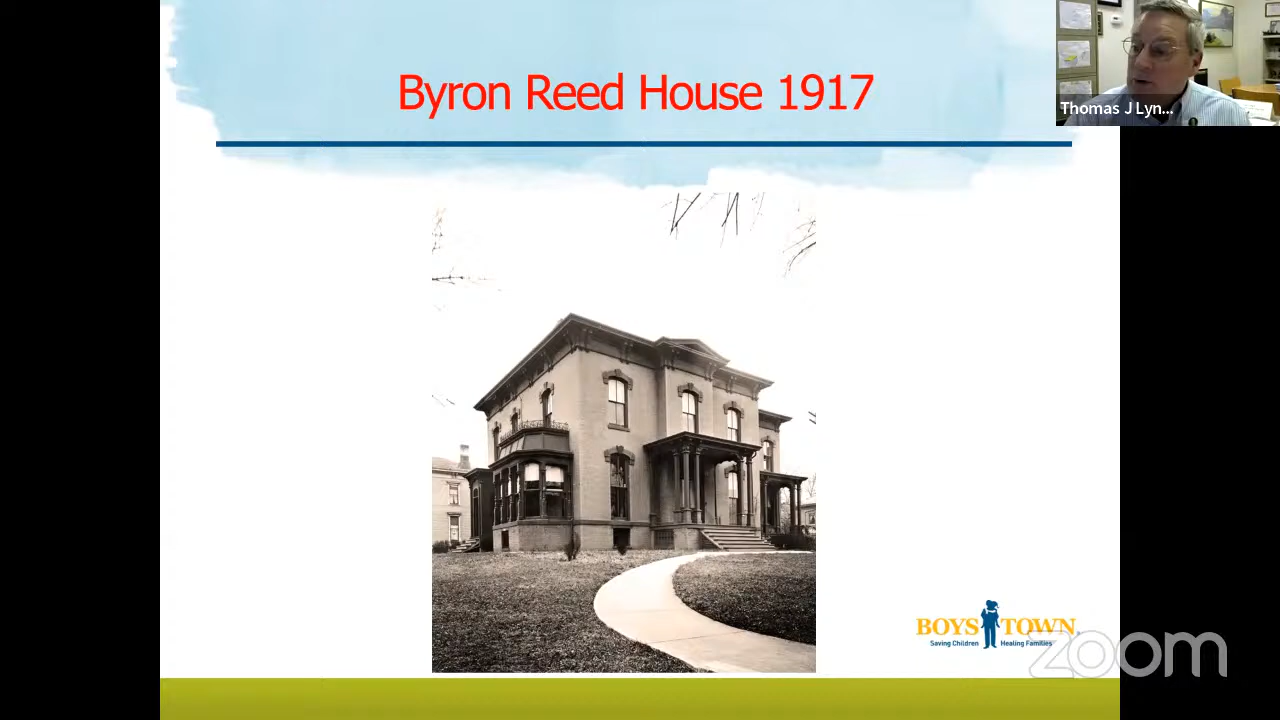 Byron Reed House 1917
Thomas J Lyn...
BOYS TOWN
Saving Children Healing Families
zoom